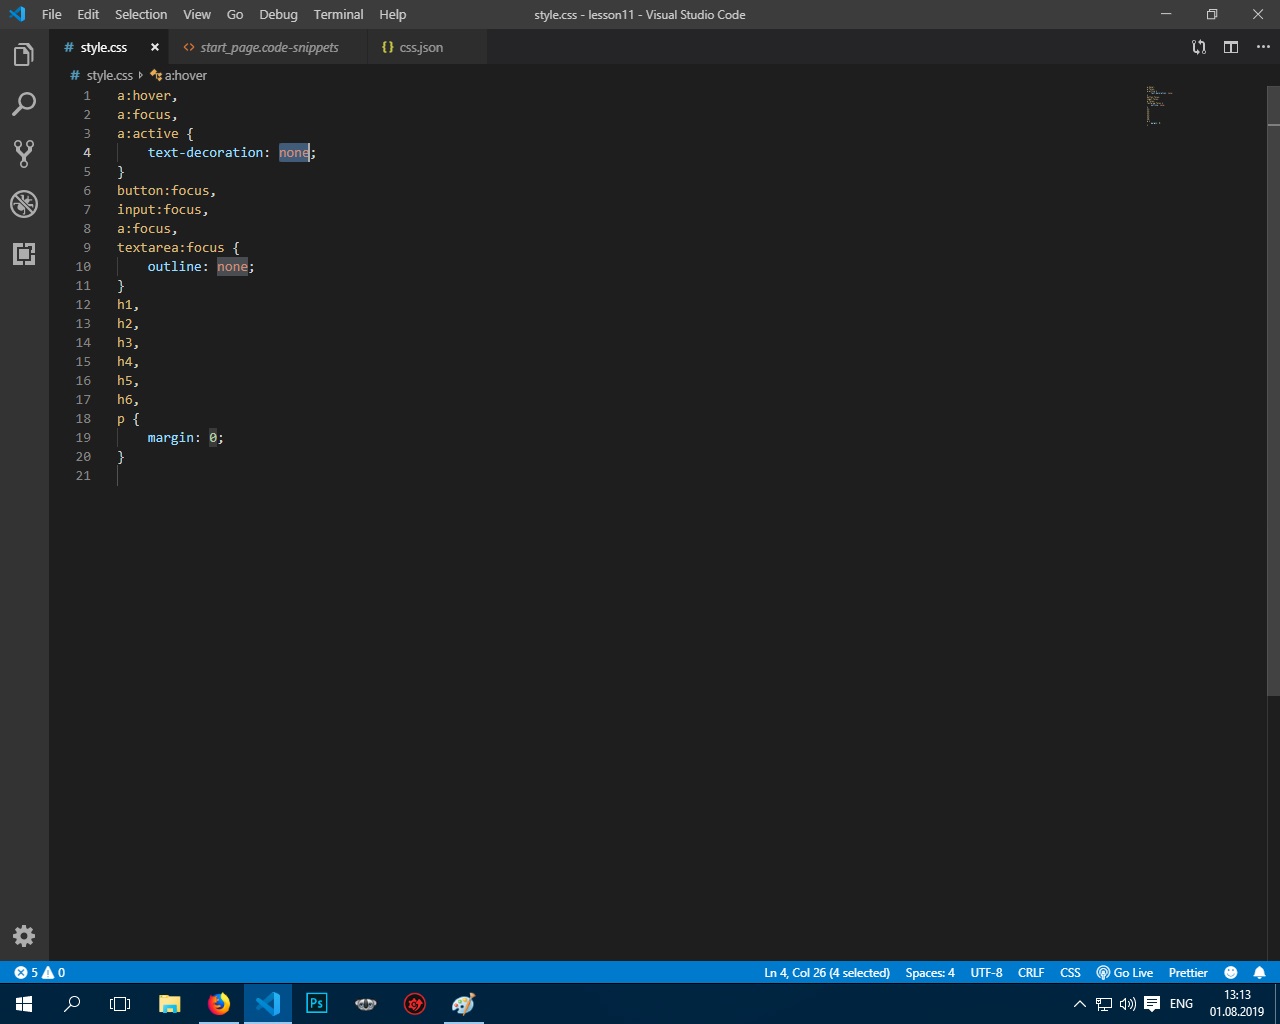 File Edit Selection View Go Debug Terminal Help style.css - lesson11 - Visual Studio Code
# style.css × <> start_page.code-snippets {} css.json
# style.css a:hover
1 a:hover,
2 a:focus,
3 a:active {
4 text-decoration: none;
5 }
6 button:focus,
7 input:focus,
8 a:focus,
9 textarea:focus {
10 outline: none;
11 }
12 h1,
13 h2,
14 h3,
15 h4,
16 h5,
17 h6,
18 p {
19 margin: 0;
20 }
21
5 0 Ln 4, Col 26 (4 selected) Spaces: 4 UTF-8 CRLF CSS Go Live Prettier
Ps ENG 13:13
01.08.2019